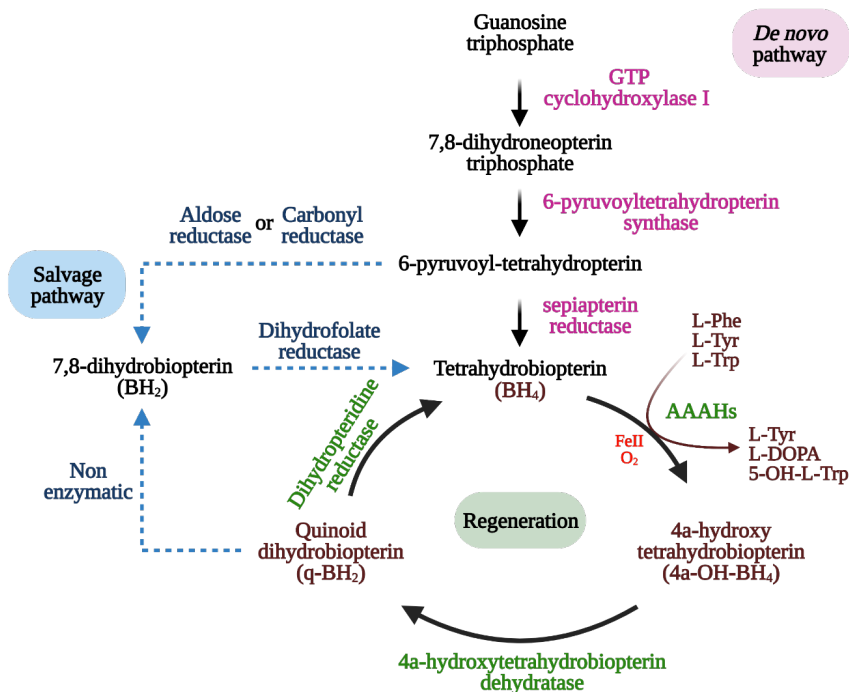 Guanosine
triphosphate
De novo
pathway
GTP
cyclohydroxylase I
7,8-dihydroneopterin
triphosphate
6-pyruvoyltetrahydropterin
synthase
Aldose
reductase
or
Carbonyl
reductase
Salvage
pathway
6-pyruvoyl-tetrahydropterin
sepiapterin
reductase
L-Phe
L-Tyr
L-Trp
Dihydrofolate
reductase
7,8-dihydrobiopterin
(BH₂)
Tetrahydrobiopterin
(BH₄)
AAAHs
FeII
O₂
L-Tyr
L-DOPA
5-OH-L-Trp
Dihydropteridine
reductase
Non
enzymatic
Regeneration
Quinoid
dihydrobiopterin
(q-BH₂)
4a-hydroxy
tetrahydrobiopterin
(4a-OH-BH₄)
4a-hydroxytetrahydrobiopterin
dehydratase